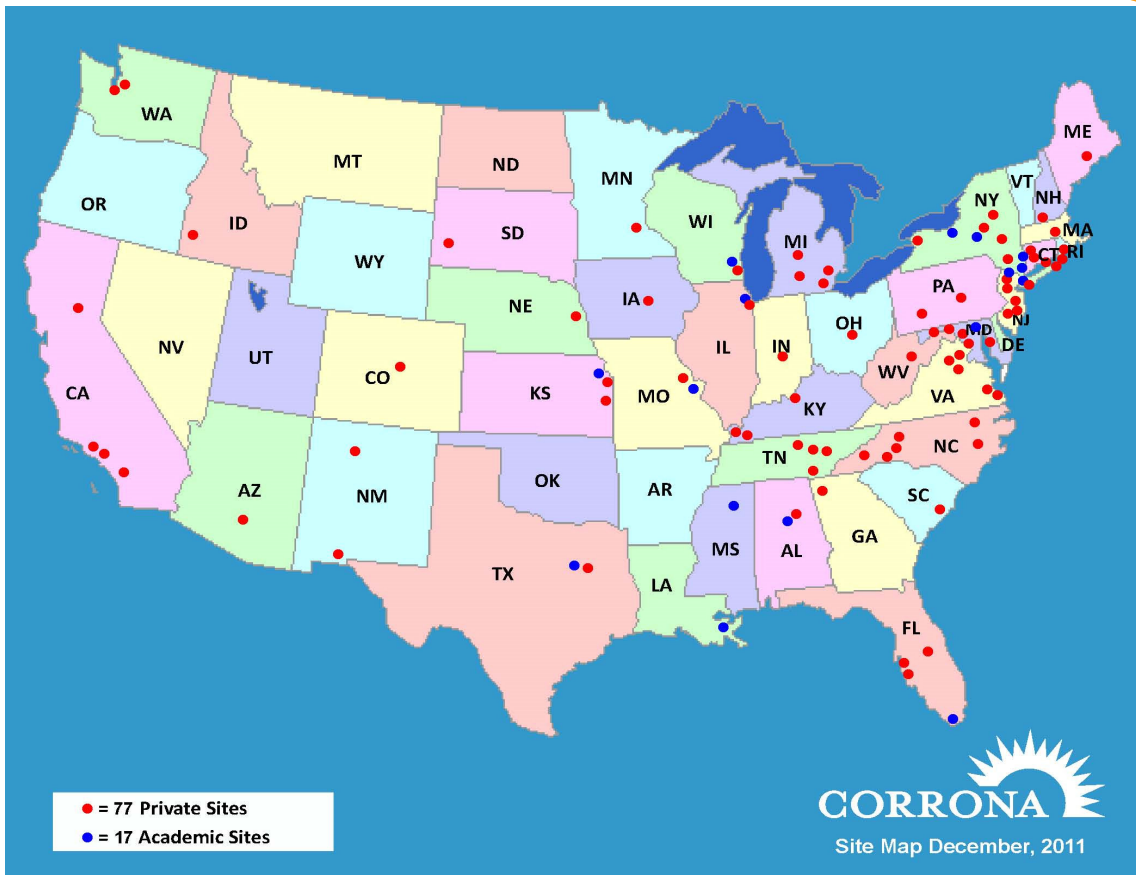 WA
MT
ND
MN
ME
VT
NH
NY
MA
OR
ID
SD
WI
MI
CT
RI
WY
PA
IA
NE
NJ
OH
MD
DE
IN
IL
NV
UT
CO
WV
CA
KS
MO
KY
VA
NC
TN
OK
AR
AZ
NM
SC
MS
AL
GA
TX
LA
FL
= 77 Private Sites
= 17 Academic Sites
CORRONA
Site Map December, 2011